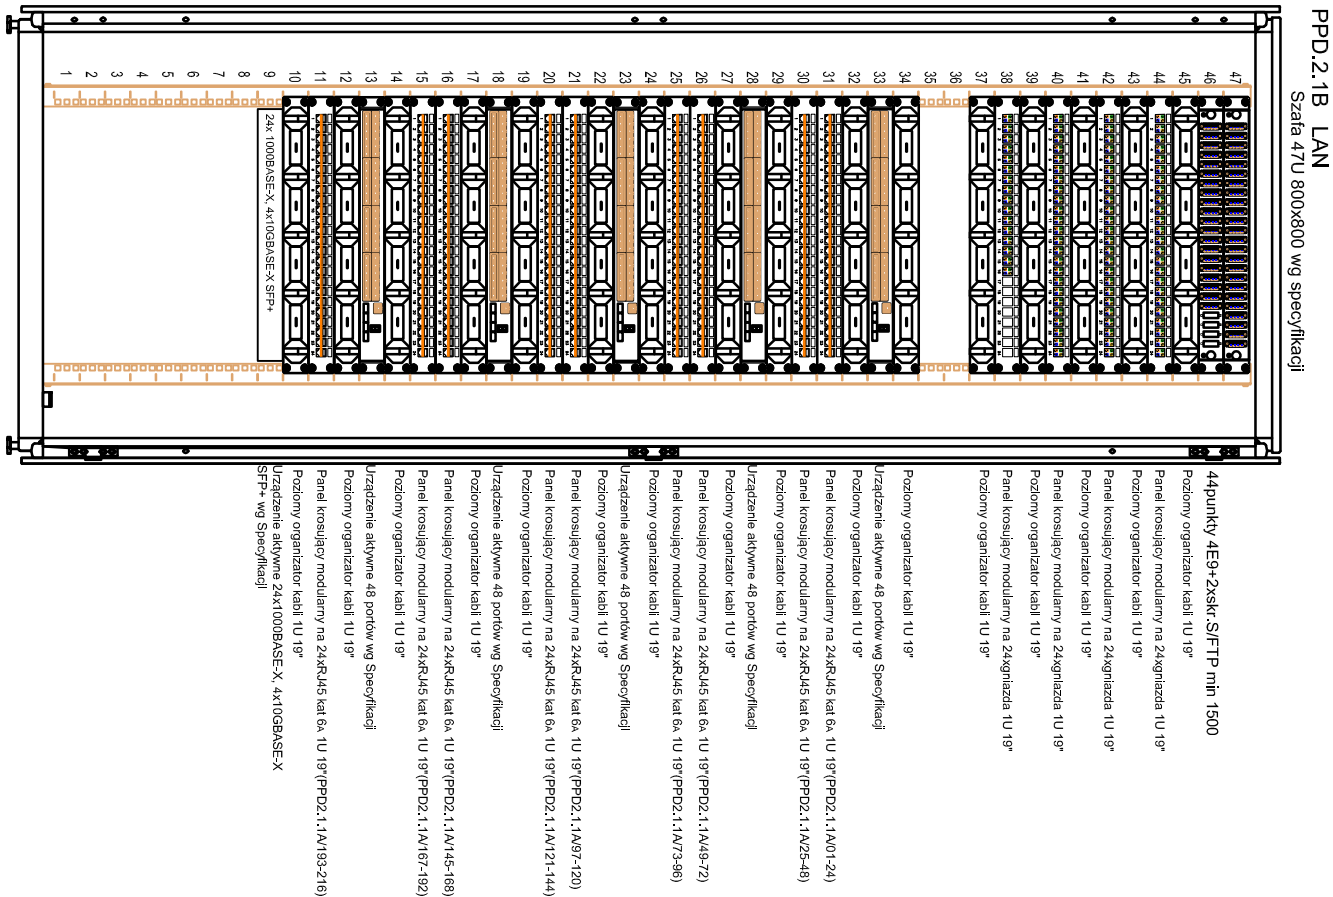 PPD.2.1B LAN
Szafa 47U 800x800 wg specyfikacji
47
46
45
44
43
42
41
40
39
38
37
36
35
34
33
32
31
30
29
28
27
26
25
24
23
22
21
20
19
18
17
16
15
14
13
12
11
10
9
8
7
6
5
4
3
2
1
24x 1000BASE-X, 4x10GBASE-X SFP+
44punkty 4E9+2xskr.S/FTP min 1500
Poziomy organizator kabli 1U 19"
Panel krosujący modularny na 24xgniazda 1U 19"
Poziomy organizator kabli 1U 19"
Panel krosujący modularny na 24xgniazda 1U 19"
Poziomy organizator kabli 1U 19"
Panel krosujący modularny na 24xgniazda 1U 19"
Poziomy organizator kabli 1U 19"
Panel krosujący modularny na 24xgniazda 1U 19"
Poziomy organizator kabli 1U 19"
Poziomy organizator kabli 1U 19"
Urządzenie aktywne 48 portów wg Specyfikacji
Poziomy organizator kabli 1U 19"
Panel krosujący modularny na 24xRJ45 kat 6A 1U 19"(PPD2.1.1A/01-24)
Panel krosujący modularny na 24xRJ45 kat 6A 1U 19"(PPD2.1.1A/25-48)
Poziomy organizator kabli 1U 19"
Urządzenie aktywne 48 portów wg Specyfikacji
Poziomy organizator kabli 1U 19"
Panel krosujący modularny na 24xRJ45 kat 6A 1U 19"(PPD2.1.1A/49-72)
Panel krosujący modularny na 24xRJ45 kat 6A 1U 19"(PPD2.1.1A/73-96)
Poziomy organizator kabli 1U 19"
Urządzenie aktywne 48 portów wg Specyfikacji
Poziomy organizator kabli 1U 19"
Panel krosujący modularny na 24xRJ45 kat 6A 1U 19"(PPD2.1.1A/97-120)
Panel krosujący modularny na 24xRJ45 kat 6A 1U 19"(PPD2.1.1A/121-144)
Poziomy organizator kabli 1U 19"
Urządzenie aktywne 48 portów wg Specyfikacji
Poziomy organizator kabli 1U 19"
Panel krosujący modularny na 24xRJ45 kat 6A 1U 19"(PPD2.1.1A/145-168)
Panel krosujący modularny na 24xRJ45 kat 6A 1U 19"(PPD2.1.1A/167-192)
Poziomy organizator kabli 1U 19"
Urządzenie aktywne 48 portów wg Specyfikacji
Poziomy organizator kabli 1U 19"
Panel krosujący modularny na 24xRJ45 kat 6A 1U 19"(PPD2.1.1A/193-216)
Poziomy organizator kabli 1U 19"
Urządzenie aktywne 24x1000BASE-X, 4x10GBASE-X
SFP+ wg Specyfikacji